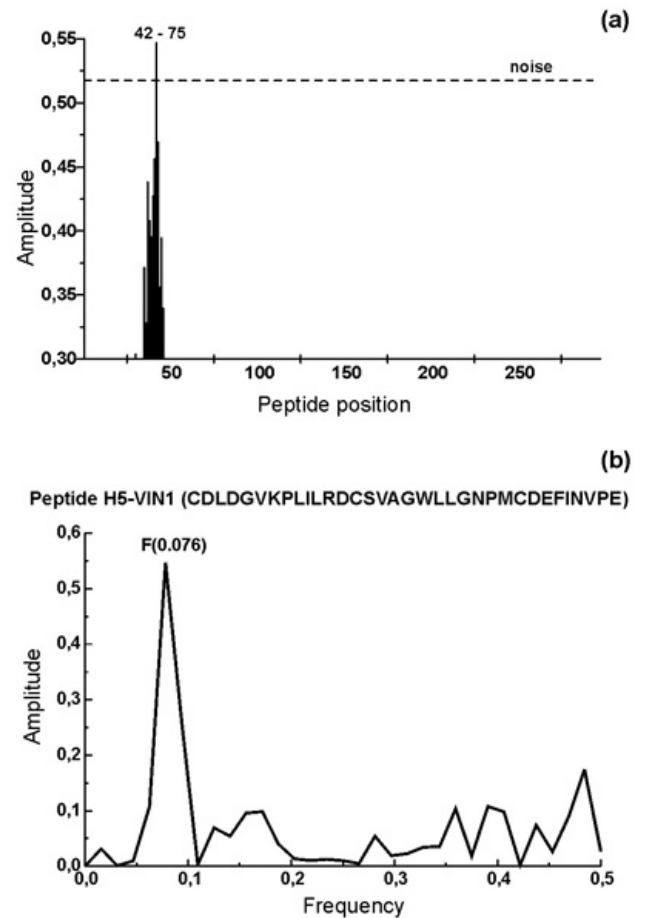 (a)
42 - 75
0,55
noise
0,50
0,45
0,40
0,35
0,30
Amplitude
50 100 150 200 250
Peptide position
(b)
Peptide H5-VIN1 (CDLDGVKPLILRDCSVAGWLLGNPMCDEFINVPE)
0,6
F(0.076)
0,5
0,4
0,3
0,2
0,1
0,0
Amplitude
0,0 0,1 0,2 0,3 0,4 0,5
Frequency